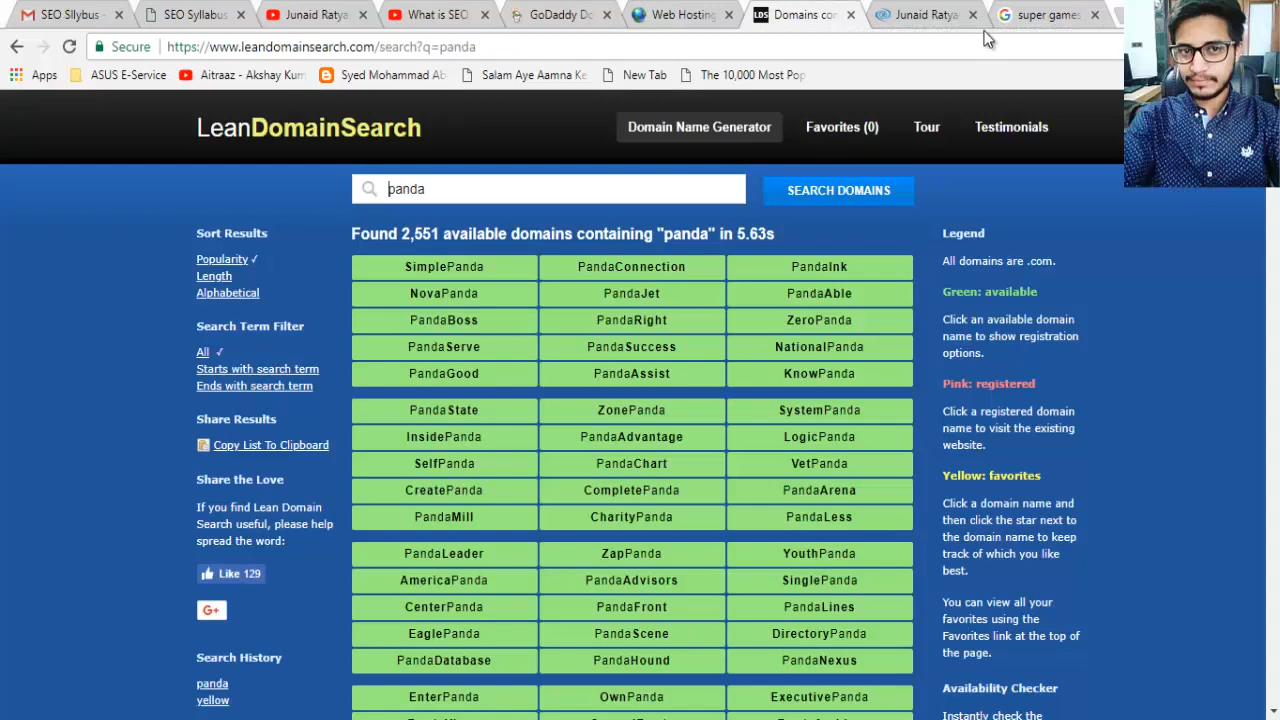 SEO SIlybus -
SEO Syllabus
Junaid Ratya
What is SEO
GoDaddy Do
Web Hosting
Domains cor
Junaid Ratya
super games
Secure
https://www.leandomainsearch.com/search?q=panda
Apps
ASUS E-Service
Aitraaz - Akshay Kum
Syed Mohammad Ab
Salam Aye Aamna Ke
New Tab
The 10,000 Most Pop
LeanDomainSearch
Domain Name Generator
Favorites (0)
Tour
Testimonials
panda
SEARCH DOMAINS
Sort Results
Popularity ✓
Length
Alphabetical
Search Term Filter
All ✓
Starts with search term
Ends with search term
Share Results
Copy List To Clipboard
Share the Love
If you find Lean Domain
Search useful, please help
spread the word:
Like 129
G+
Search History
panda
yellow
Found 2,551 available domains containing "panda" in 5.63s
SimplePanda PandaConnection PandaInk
NovaPanda PandaJet PandaAble
PandaBoss PandaRight ZeroPanda
PandaServe PandaSuccess NationalPanda
PandaGood PandaAssist KnowPanda
PandaState ZonePanda SystemPanda
InsidePanda PandaAdvantage LogicPanda
SelfPanda PandaChart VetPanda
CreatePanda CompletePanda PandaArena
PandaMill CharityPanda PandaLess
PandaLeader ZapPanda YouthPanda
AmericaPanda PandaAdvisors SinglePanda
CenterPanda PandaFront PandaLines
EaglePanda PandaScene DirectoryPanda
PandaDatabase PandaHound PandaNexus
EnterPanda OwnPanda ExecutivePanda
Legend
All domains are .com.
Green: available
Click an available domain
name to show registration
options.
Pink: registered
Click a registered domain
name to visit the existing
website.
Yellow: favorites
Click a domain name and
then click the star next to
the domain name to keep
track of which you like
best.
You can view all your
favorites using the
Favorites link at the top of
the page.
Availability Checker
Instantly check the